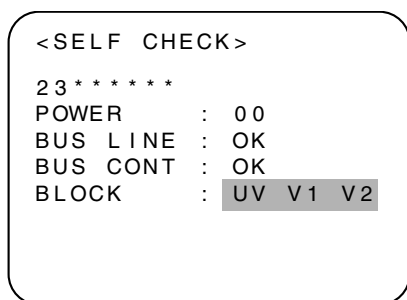 <SELF CHECK>
23******
POWER : 00
BUS LINE : OK
BUS CONT : OK
BLOCK : UV V1 V2